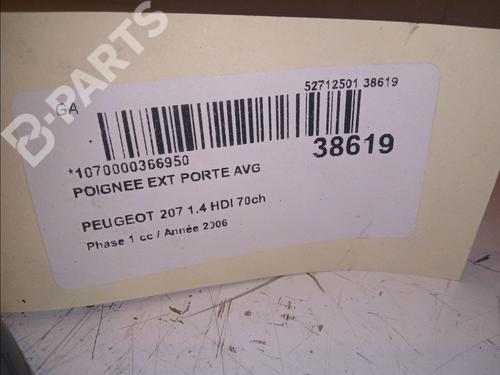 B-PARTS
GA
52712501 38619
*1070000366950
38619
POIGNEE EXT PORTE AVG
PEUGEOT 207 1.4 HDI 70ch
Phase 1 cc / Année 2006